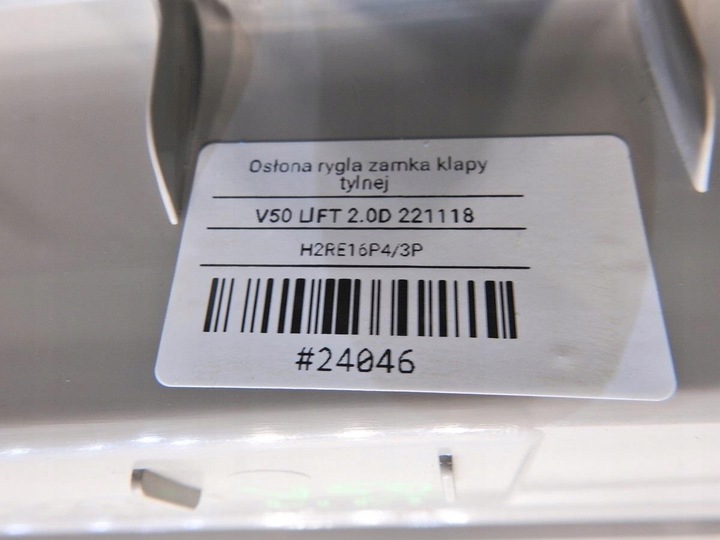 Osłona rygla zamka klapy
tylnej
V50 LIFT 2.0D 221118
H2RE16P4/3P
#24046